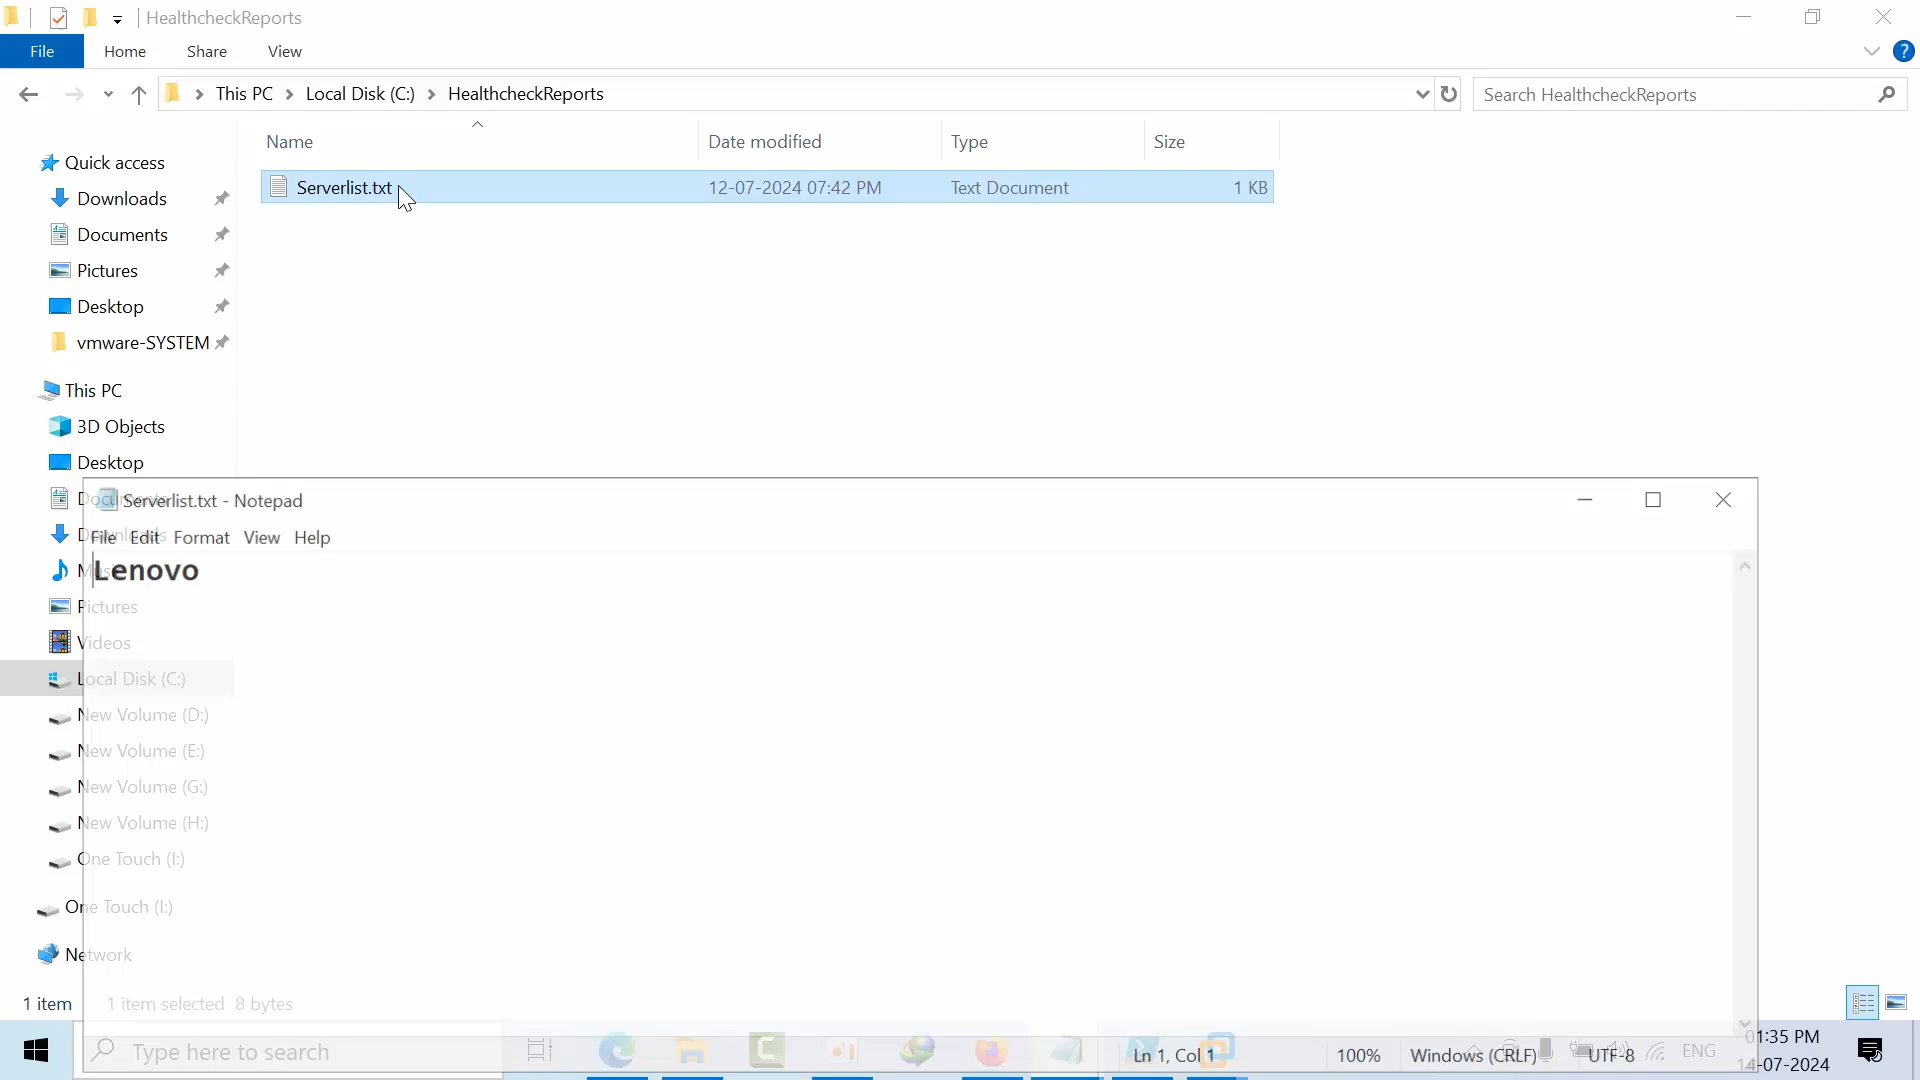 HealthcheckReports
File Home Share View
This PC Local Disk (C:) HealthcheckReports
Search HealthcheckReports
Name Date modified Type Size
Serverlist.txt 12-07-2024 07:42 PM Text Document 1 KB
Quick access
Downloads
Documents
Pictures
Desktop
vmware-SYSTEM
This PC
3D Objects
Desktop
Documents
Downloads
Music
Pictures
Videos
Local Disk (C:)
New Volume (D:)
New Volume (E:)
New Volume (G:)
New Volume (H:)
One Touch (I:)
One Touch (I:)
Network
1 item 1 item selected 8 bytes
Serverlist.txt - Notepad
File Edit Format View Help
Lenovo
Ln 1, Col 1 100% Windows (CRLF) UTF-8
Type here to search
ENG
01:35 PM
14-07-2024